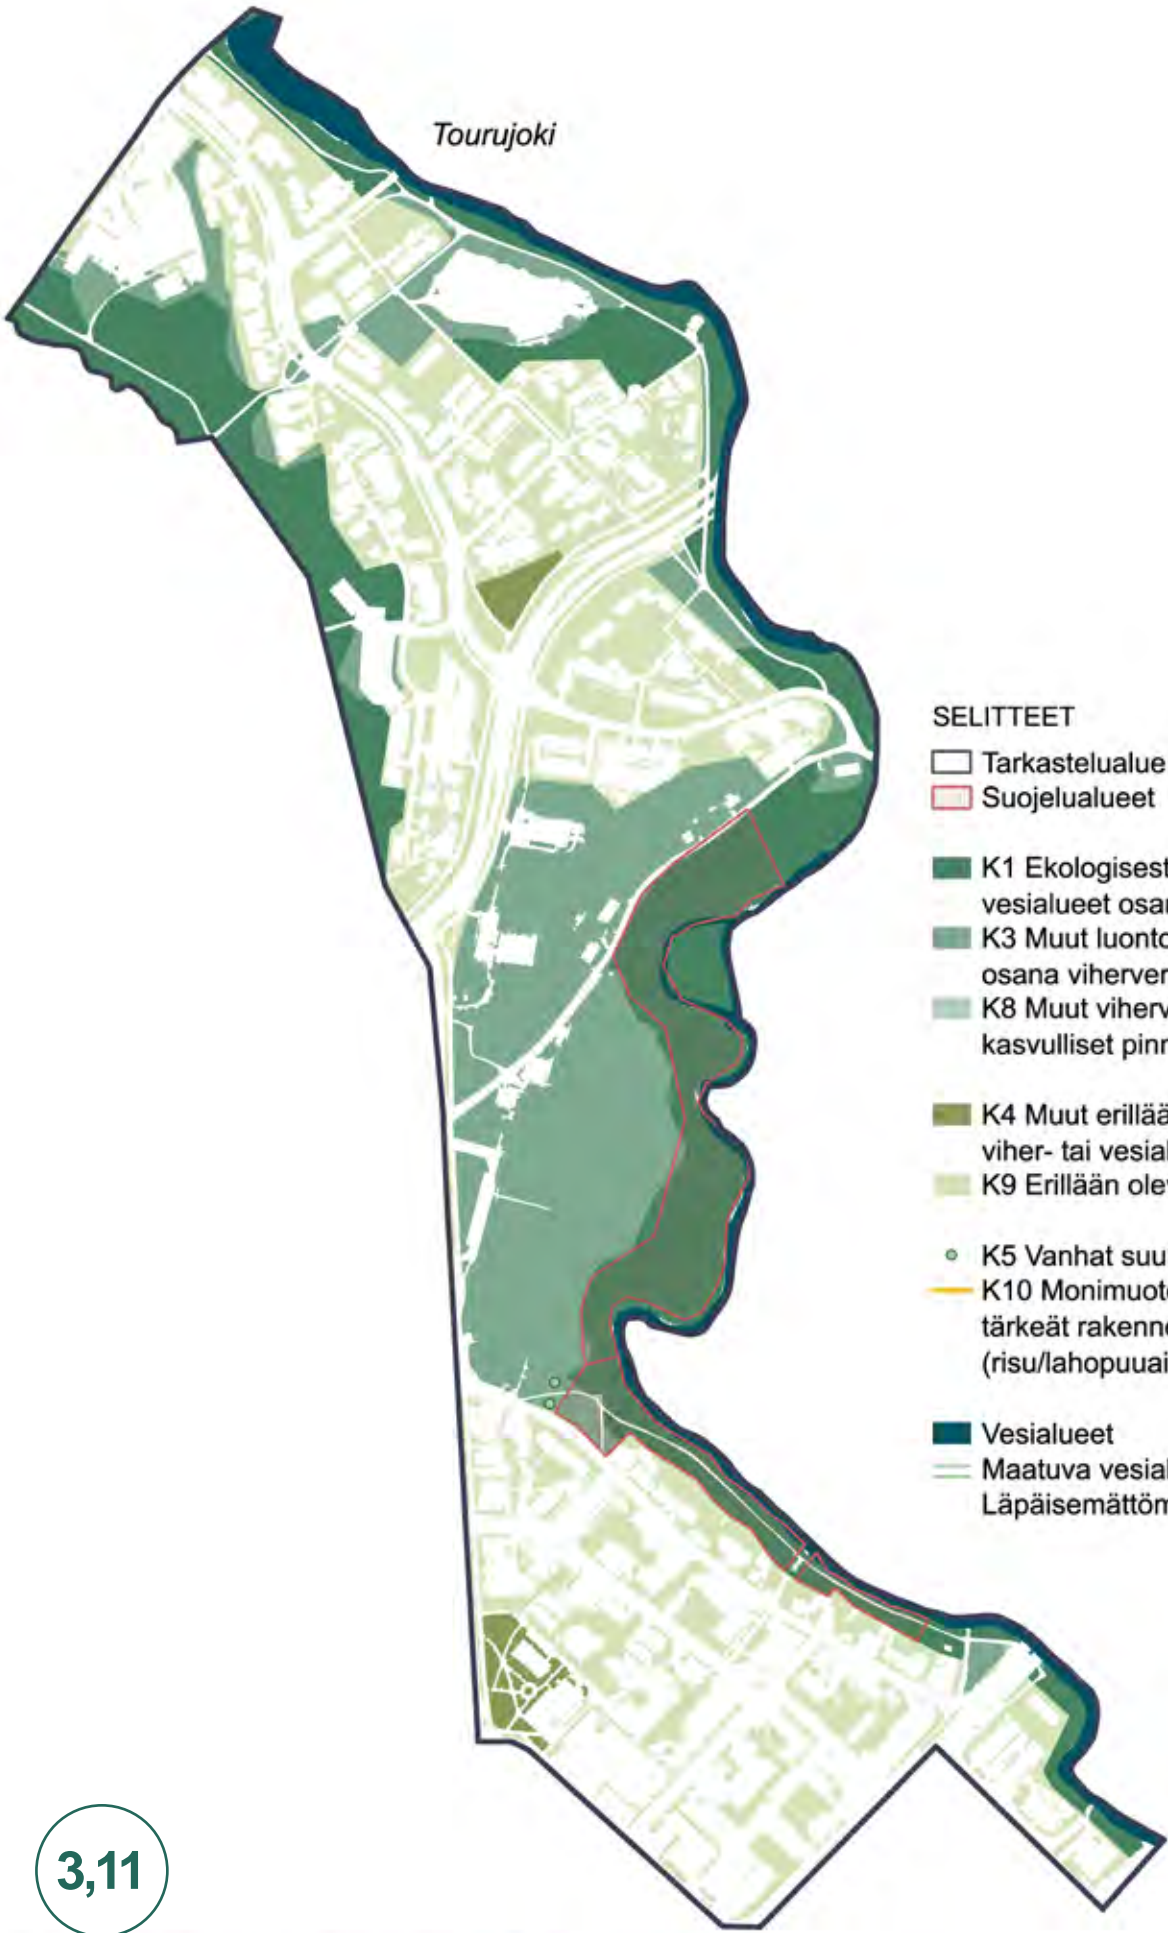 Tourujoki
SELITTEET
Tarkastelualue
Suojelualueet
K1 Ekologisest
vesialueet osan
K3 Muut luonto
osana viherver
K8 Muut viherv
kasvulliset pinn
K4 Muut erillää
viher- tai vesial
K9 Erillään olev
K5 Vanhat suu
K10 Monimuoto
tärkeät rakenne
(risu/lahopuuai
Vesialueet
Maatuva vesial
Läpäisemättöm
3,11